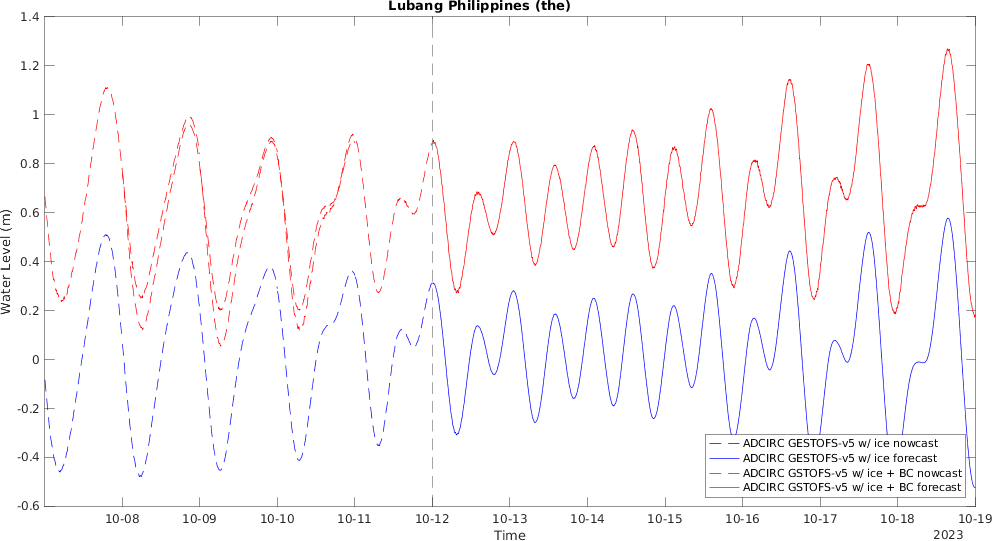 Lubang Philippines (the)
1.4
1.2
1
0.8
0.6
0.4
0.2
0
-0.2
-0.4
-0.6
Water Level (m)
ADCIRC GESTOFS-v5 w/ ice nowcast
ADCIRC GESTOFS-v5 w/ ice forecast
ADCIRC GSTOFS-v5 w/ ice + BC nowcast
ADCIRC GSTOFS-v5 w/ ice + BC forecast
10-08 10-09 10-10 10-11 10-12 10-13 10-14 10-15 10-16 10-17 10-18 10-19
Time
2023